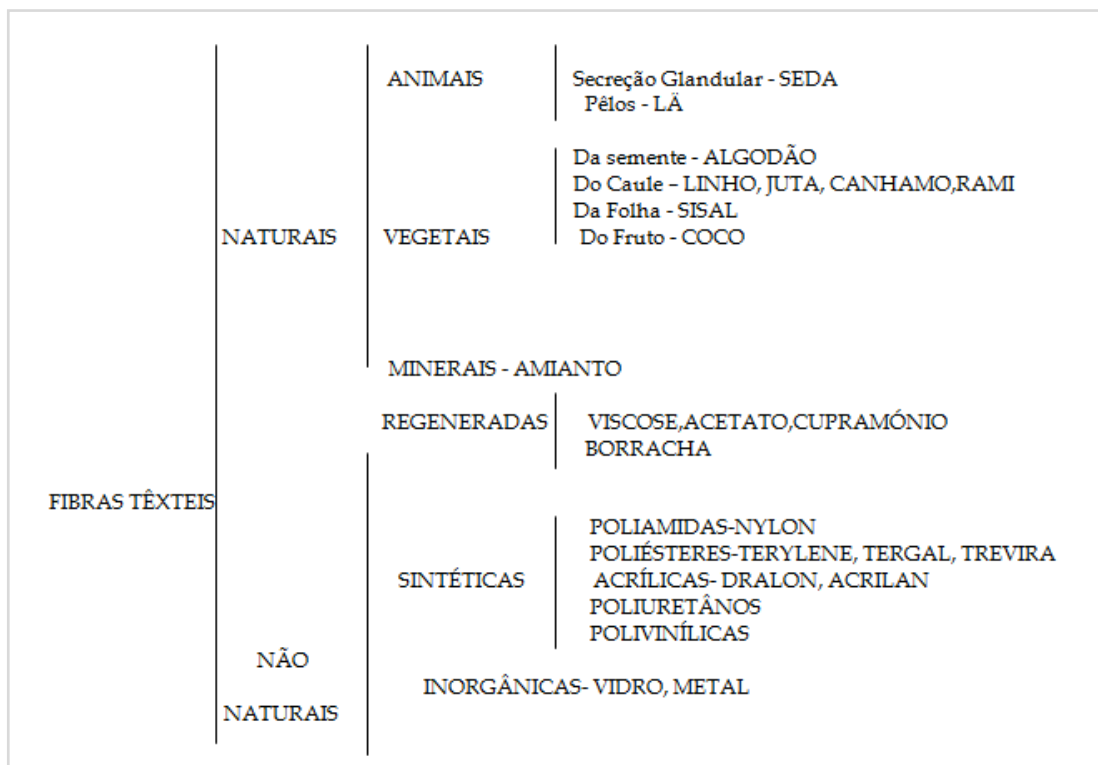 ANIMAIS
Secreção Glandular - SEDA
Pêlos - LÄ
Da semente - ALGODÃO
Do Caule – LINHO, JUTA, CANHAMO,RAMI
Da Folha - SISAL
NATURAIS
VEGETAIS
Do Fruto - COCO
MINERAIS - AMIANTO
REGENERADAS
VISCOSE,ACETATO,CUPRAMÓNIO
BORRACHA
FIBRAS TÊXTEIS
POLIAMIDAS-NYLON
POLIÉSTERES-TERYLENE, TERGAL, TREVIRA
SINTÉTICAS
ACRÍLICAS- DRALON, ACRILAN
POLIURETÂNOS
POLIVINÍLICAS
NÃO
NATURAIS
INORGÂNICAS- VIDRO, METAL